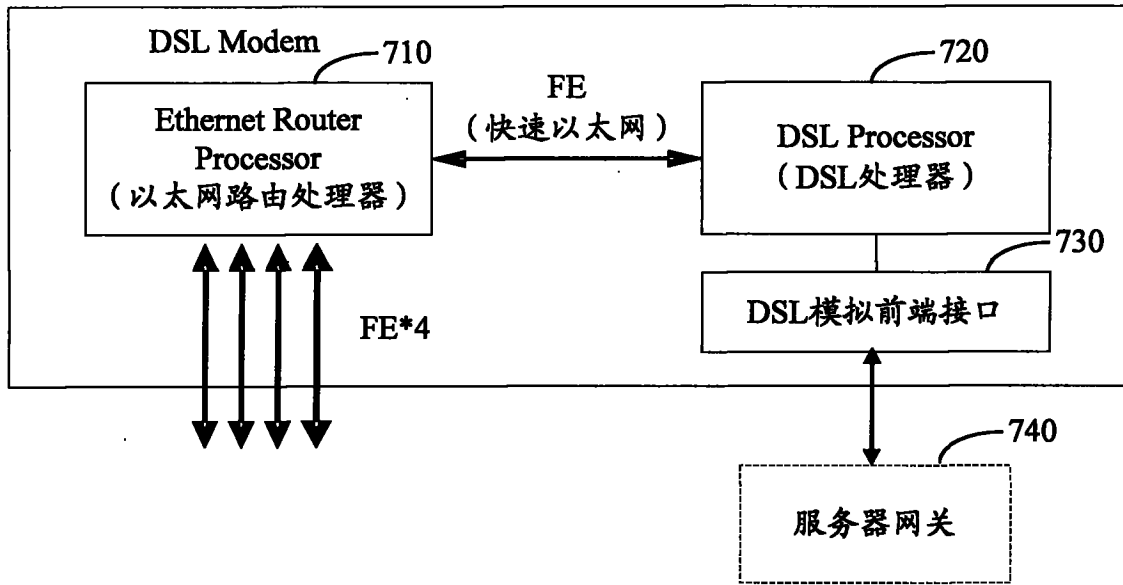 DSL Modem
710
Ethernet Router
Processor
（以太网路由处理器）
FE
（快速以太网）
720
DSL Processor
（DSL处理器）
730
DSL模拟前端接口
FE*4
740
服务器网关